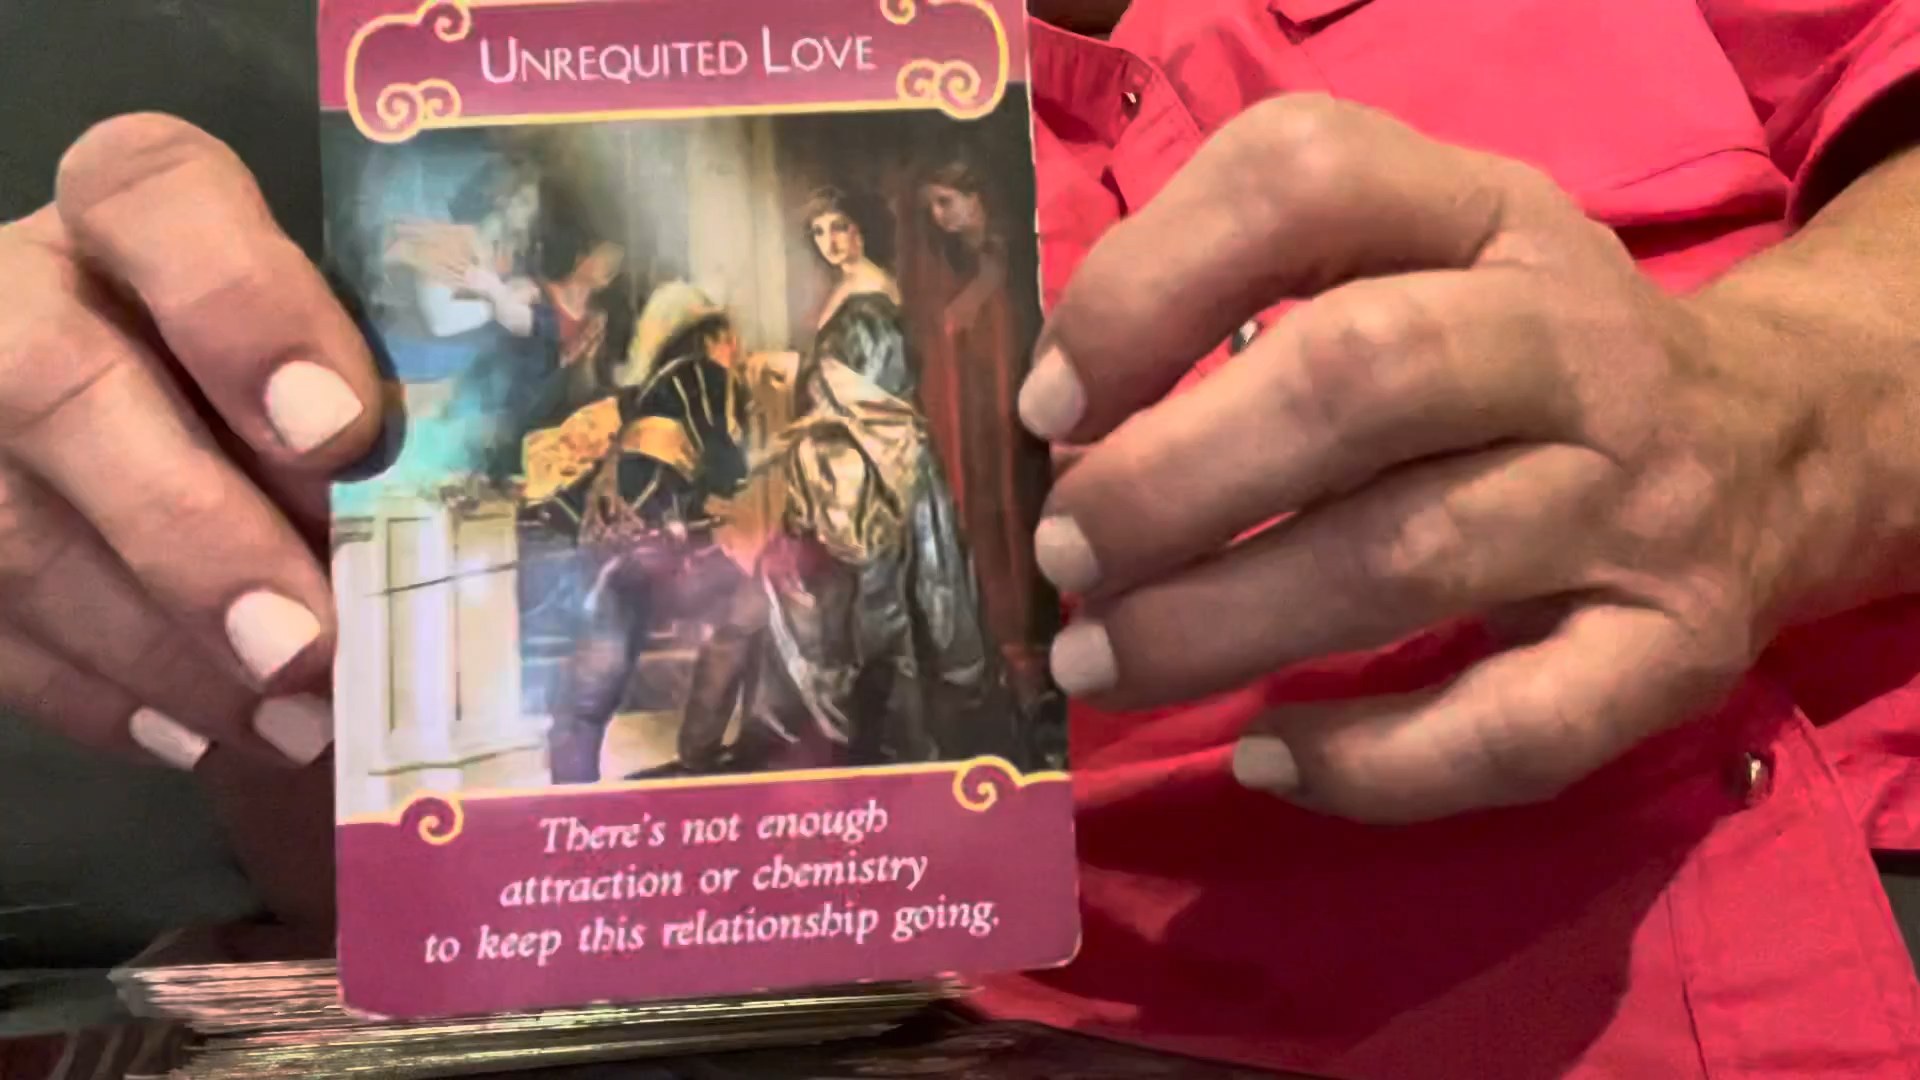 UNREQUITED LOVE
There's not enough
attraction or chemistry
to keep this relationship going.